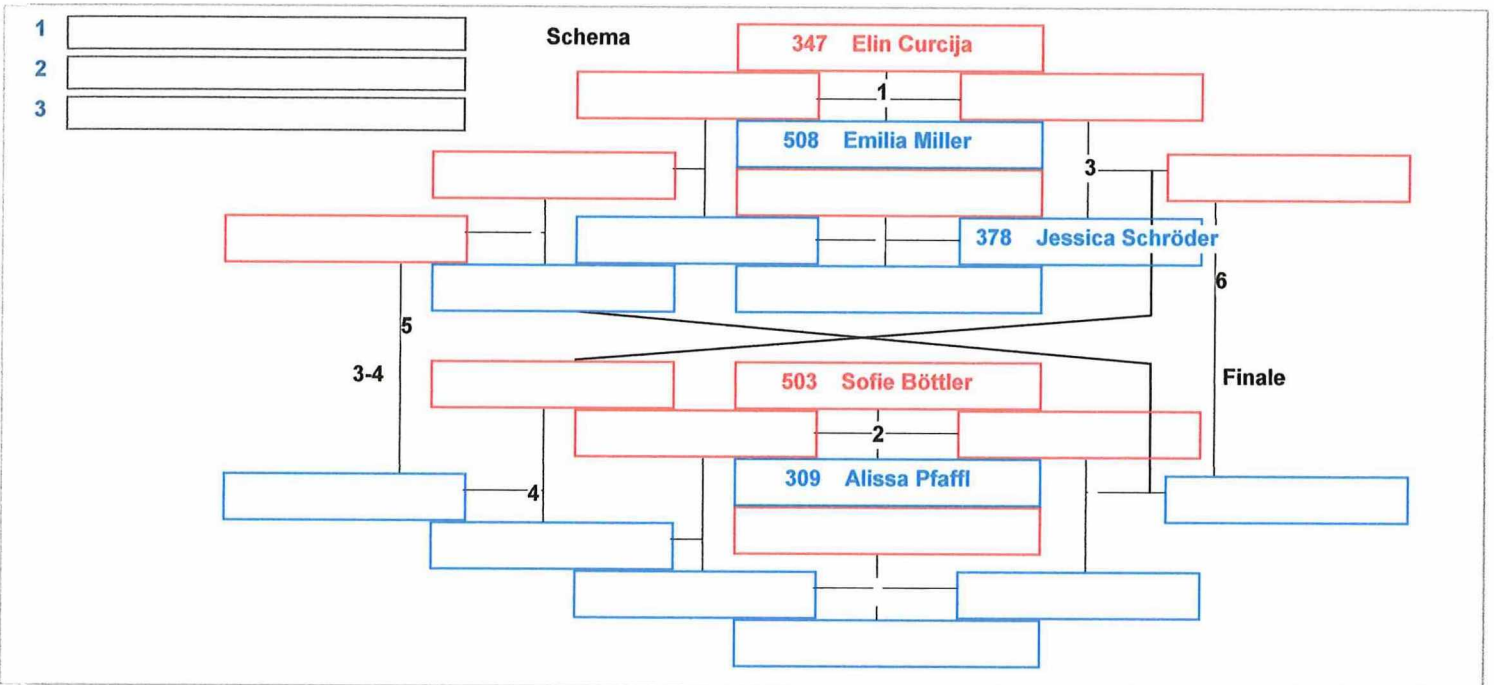 1
Schema
347 Elin Curcija
2
1
3
508 Emilia Miller
3
378 Jessica Schröder
6
5
3-4
503 Sofie Böttler
Finale
2
309 Alissa Pfaffl
4